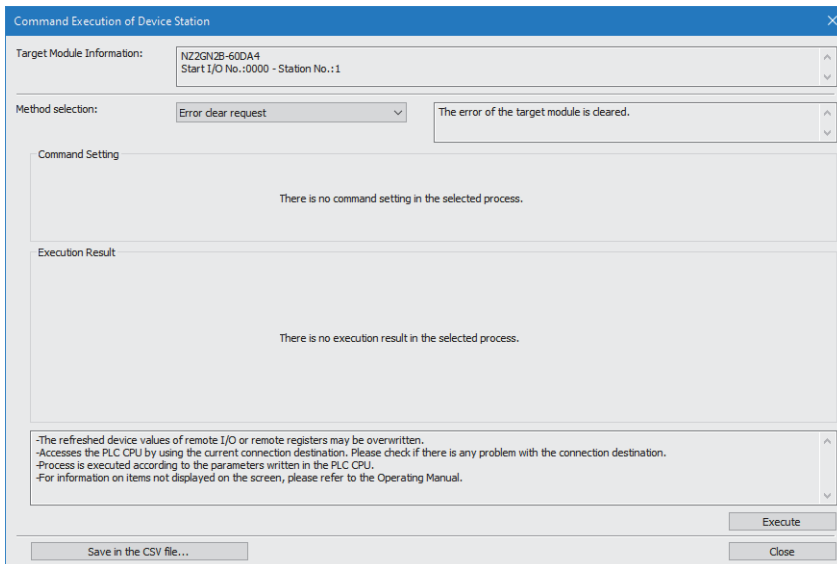 Command Execution of Device Station
Target Module Information:
NZ2GN2B-60DA4
Start I/O No.:0000 - Station No.:1
Method selection:
Error clear request
The error of the target module is cleared.
Command Setting
There is no command setting in the selected process.
Execution Result
There is no execution result in the selected process.
-The refreshed device values of remote I/O or remote registers may be overwritten.
-Accesses the PLC CPU by using the current connection destination. Please check if there is any problem with the connection destination.
-Process is executed according to the parameters written in the PLC CPU.
-For information on items not displayed on the screen, please refer to the Operating Manual.
Execute
Save in the CSV file...
Close